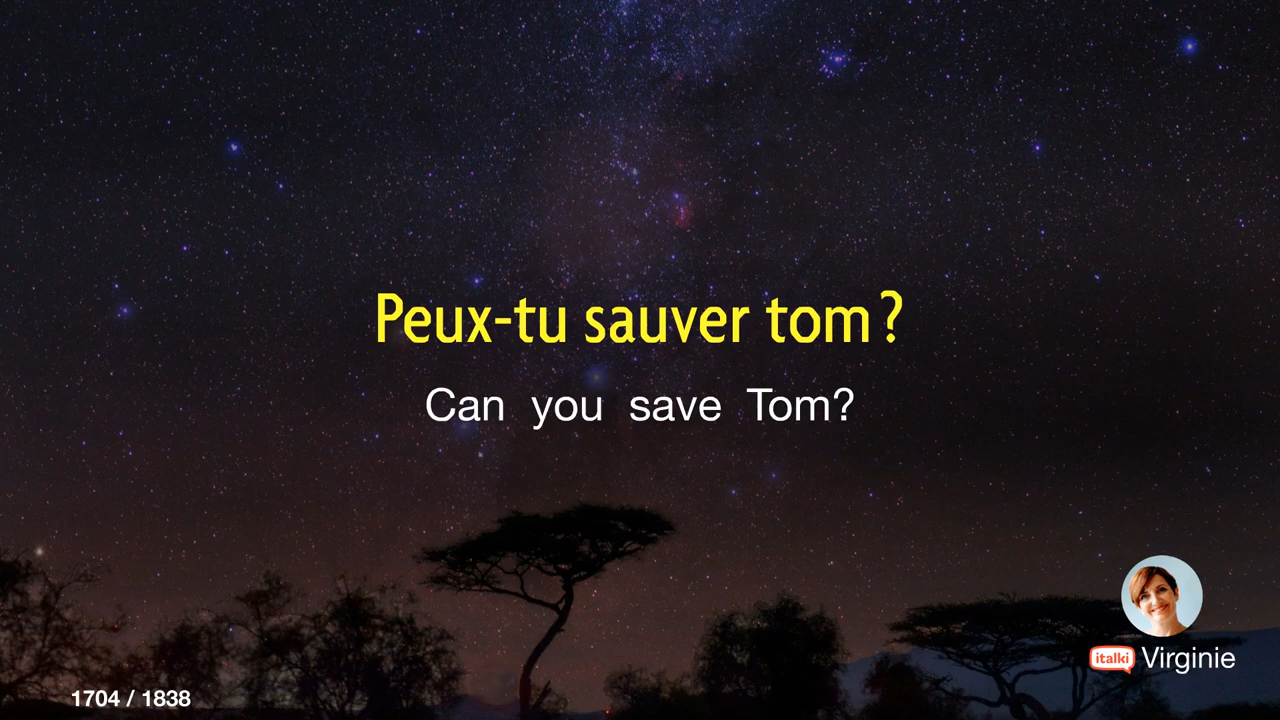 Peux-tu sauver tom ?
Can you save Tom?
italki Virginie
1704 / 1838